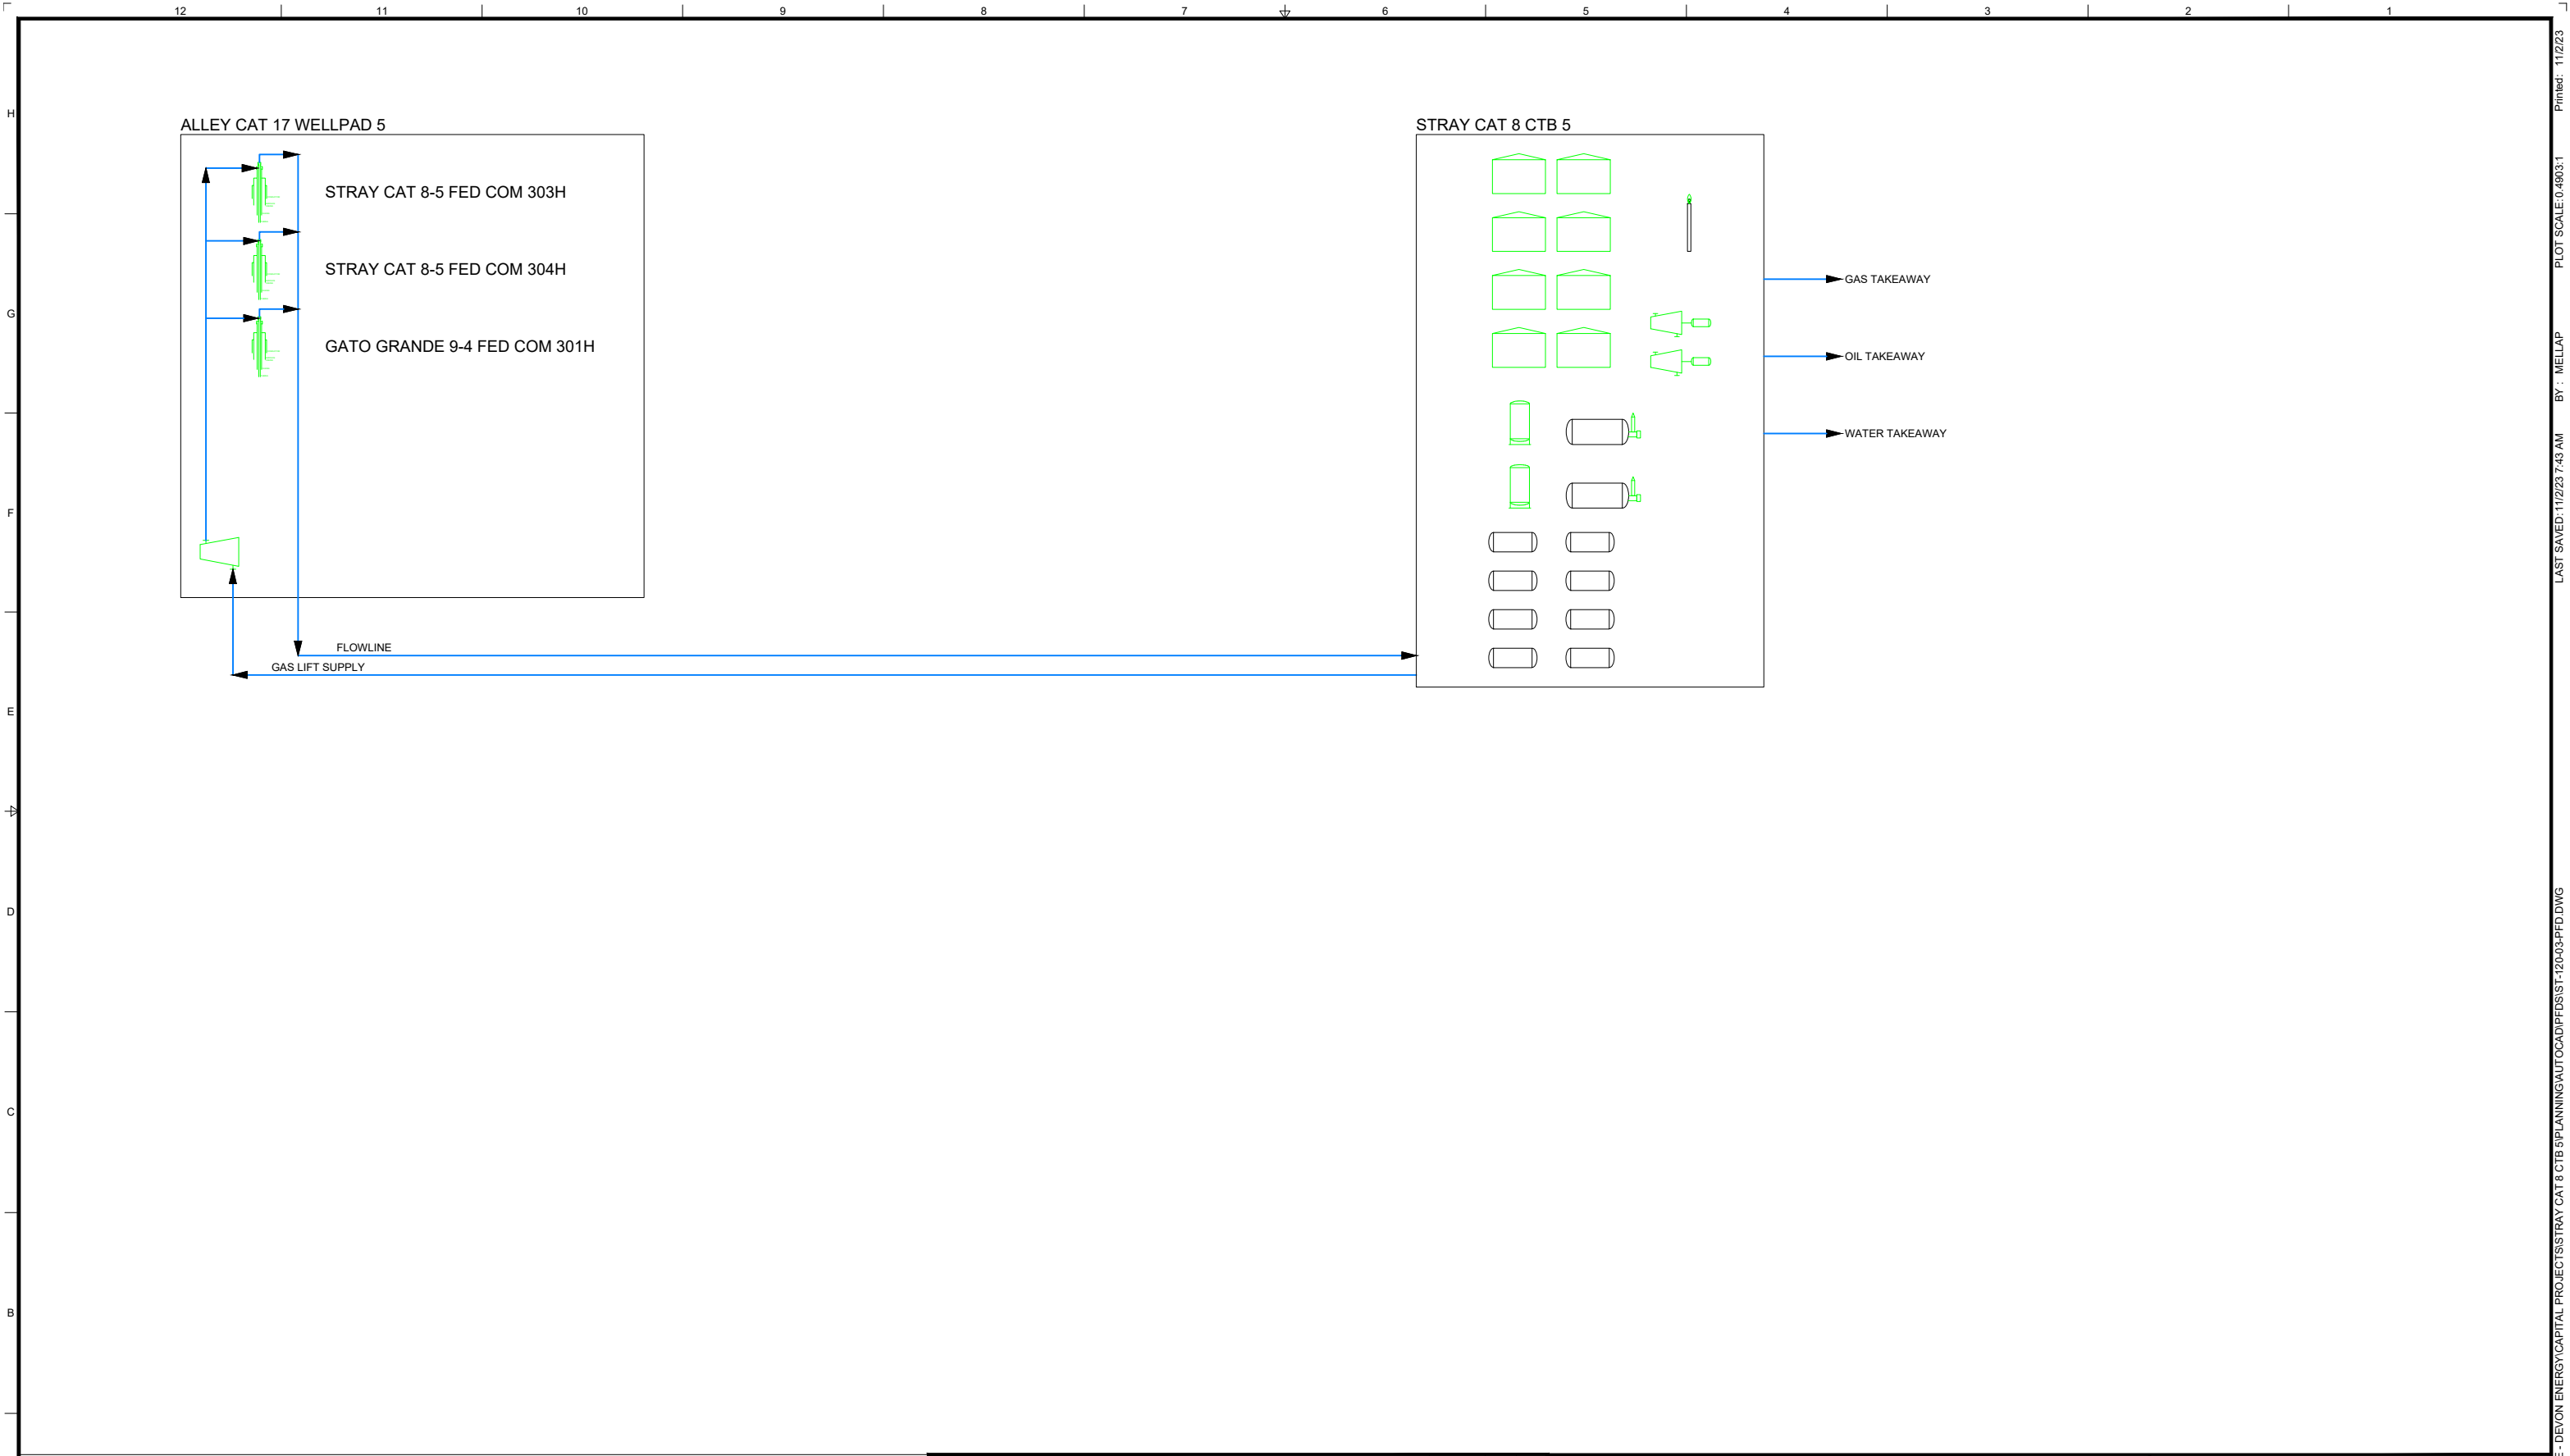 12 11 10 9 8 7 6 5 4 3 2 1
H
G
F
E
D
C
B
ALLEY CAT 17 WELLPAD 5
STRAY CAT 8-5 FED COM 303H
STRAY CAT 8-5 FED COM 304H
GATO GRANDE 9-4 FED COM 301H
FLOWLINE
GAS LIFT SUPPLY
STRAY CAT 8 CTB 5
GAS TAKEAWAY
OIL TAKEAWAY
WATER TAKEAWAY
- DEVON ENERGY\CAPITAL PROJECTS\STRAY CAT 8 CTB 5\PLANNING\AUTOCAD\PFDS\ST-120-03-PFD.DWG LAST SAVED:11/2/23 7:43 AM BY : MELLAP PLOT SCALE:0.4903:1 Printed: 11/2/23